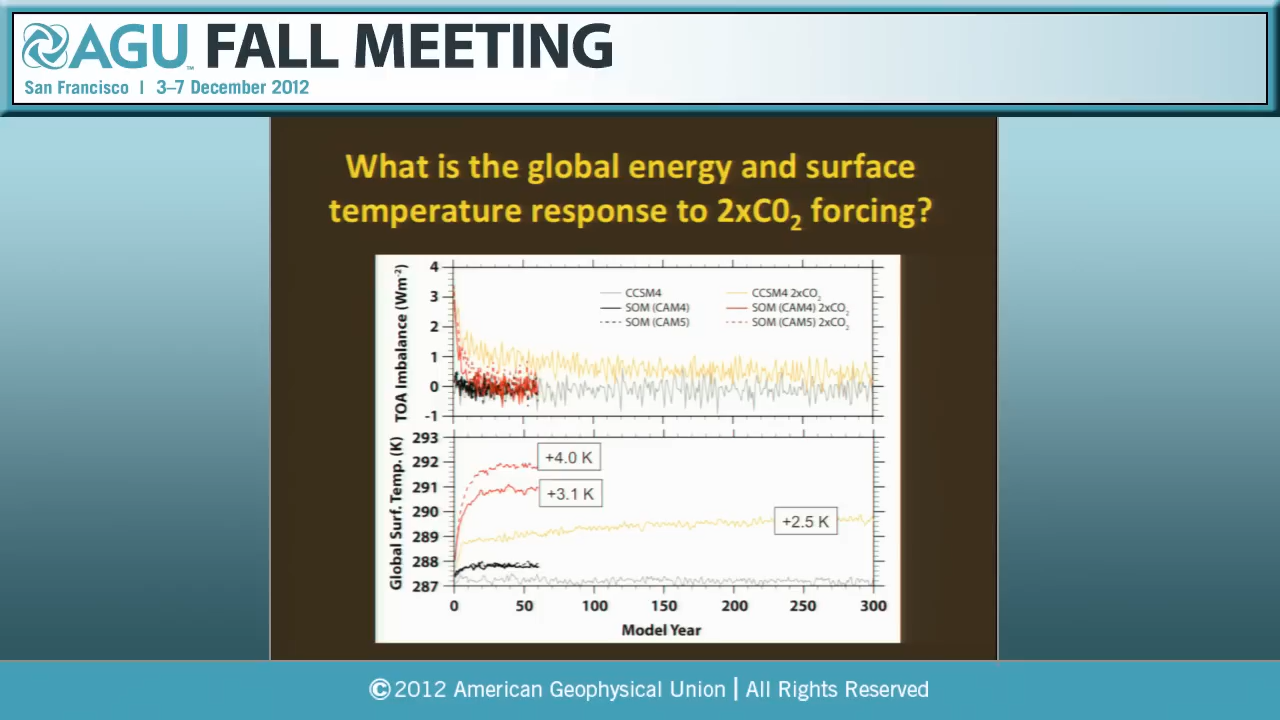 AGU™ FALL MEETING
San Francisco | 3–7 December 2012
What is the global energy and surface
temperature response to 2xC0₂ forcing?
TOA Imbalance (Wm⁻²)
4
3
2
1
0
-1
CCSM4
SOM (CAM4)
SOM (CAM5)
CCSM4 2xCO₂
SOM (CAM4) 2xCO₂
SOM (CAM5) 2xCO₂
Global Surf. Temp. (K)
293
292
291
290
289
288
287
+4.0 K
+3.1 K
+2.5 K
0 50 100 150 200 250 300
Model Year
©2012 American Geophysical Union | All Rights Reserved